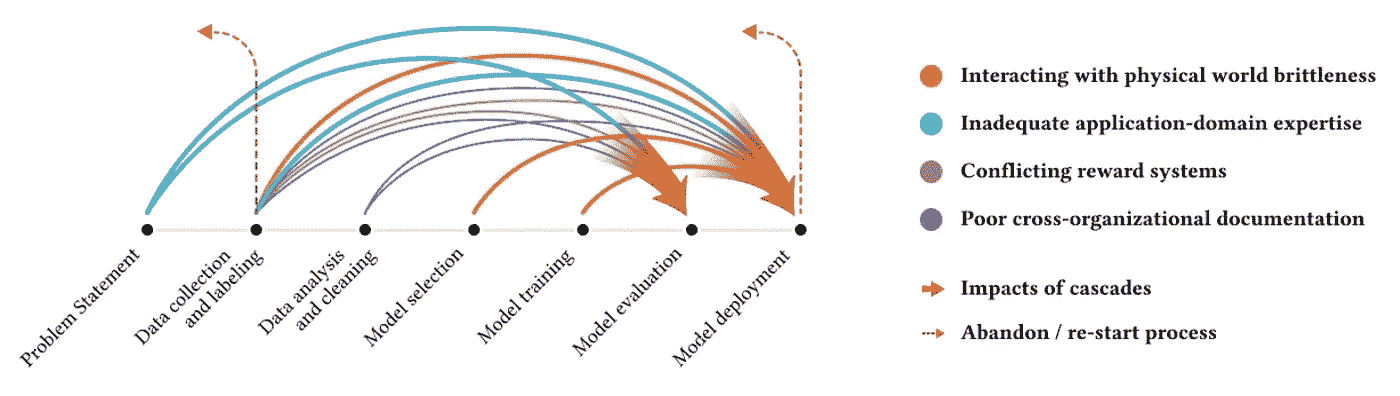 Interacting with physical world brittleness
Inadequate application-domain expertise
Conflicting reward systems
Poor cross-organizational documentation
Impacts of cascades
Abandon / re-start process
Problem Statement
Data collection
and labeling
Data analysis
and cleaning
Model selection
Model training
Model evaluation
Model deployment